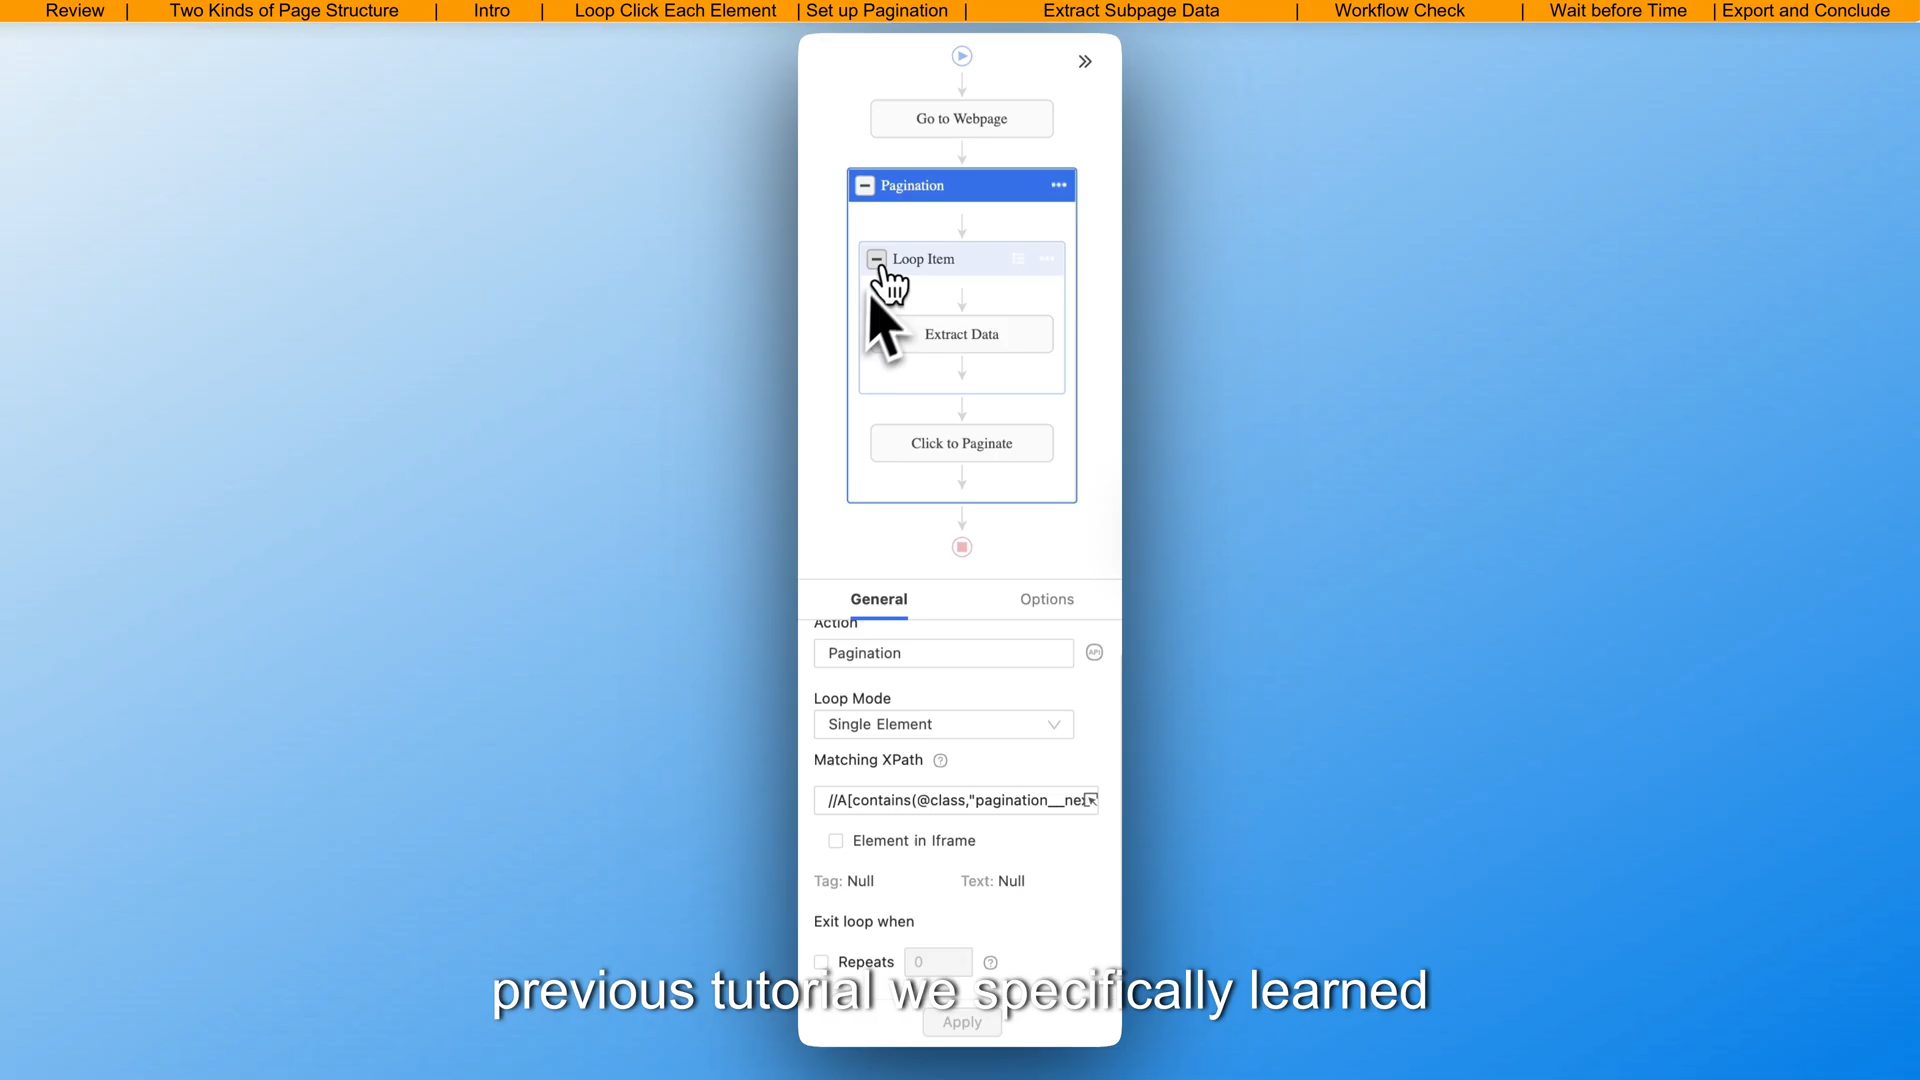 Review | Two Kinds of Page Structure | Intro | Loop Click Each Element | Set up Pagination | Extract Subpage Data | Workflow Check | Wait before Time | Export and Conclude
Go to Webpage
Pagination
Loop Item
Extract Data
Click to Paginate
General Options
Action
Pagination
API
Loop Mode
Single Element
Matching XPath ?
//A[contains(@class,"pagination__nex
Element in Iframe
Tag: Null Text: Null
Exit loop when
Repeats 0 ?
previous tutorial we specifically learned
Apply